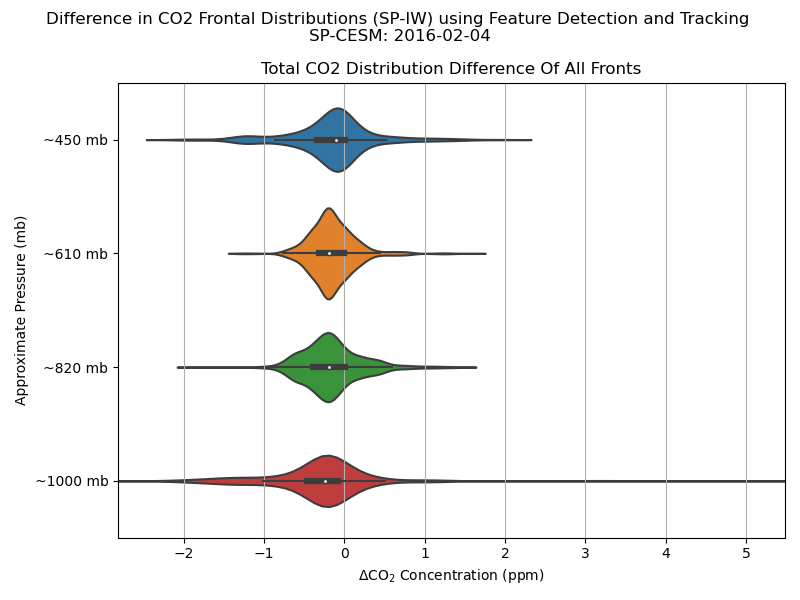 Difference in CO2 Frontal Distributions (SP-IW) using Feature Detection and Tracking
SP-CESM: 2016-02-04
Total CO2 Distribution Difference Of All Fronts
Approximate Pressure (mb)
~450 mb
~610 mb
~820 mb
~1000 mb
−2 −1 0 1 2 3 4 5
ΔCO₂ Concentration (ppm)